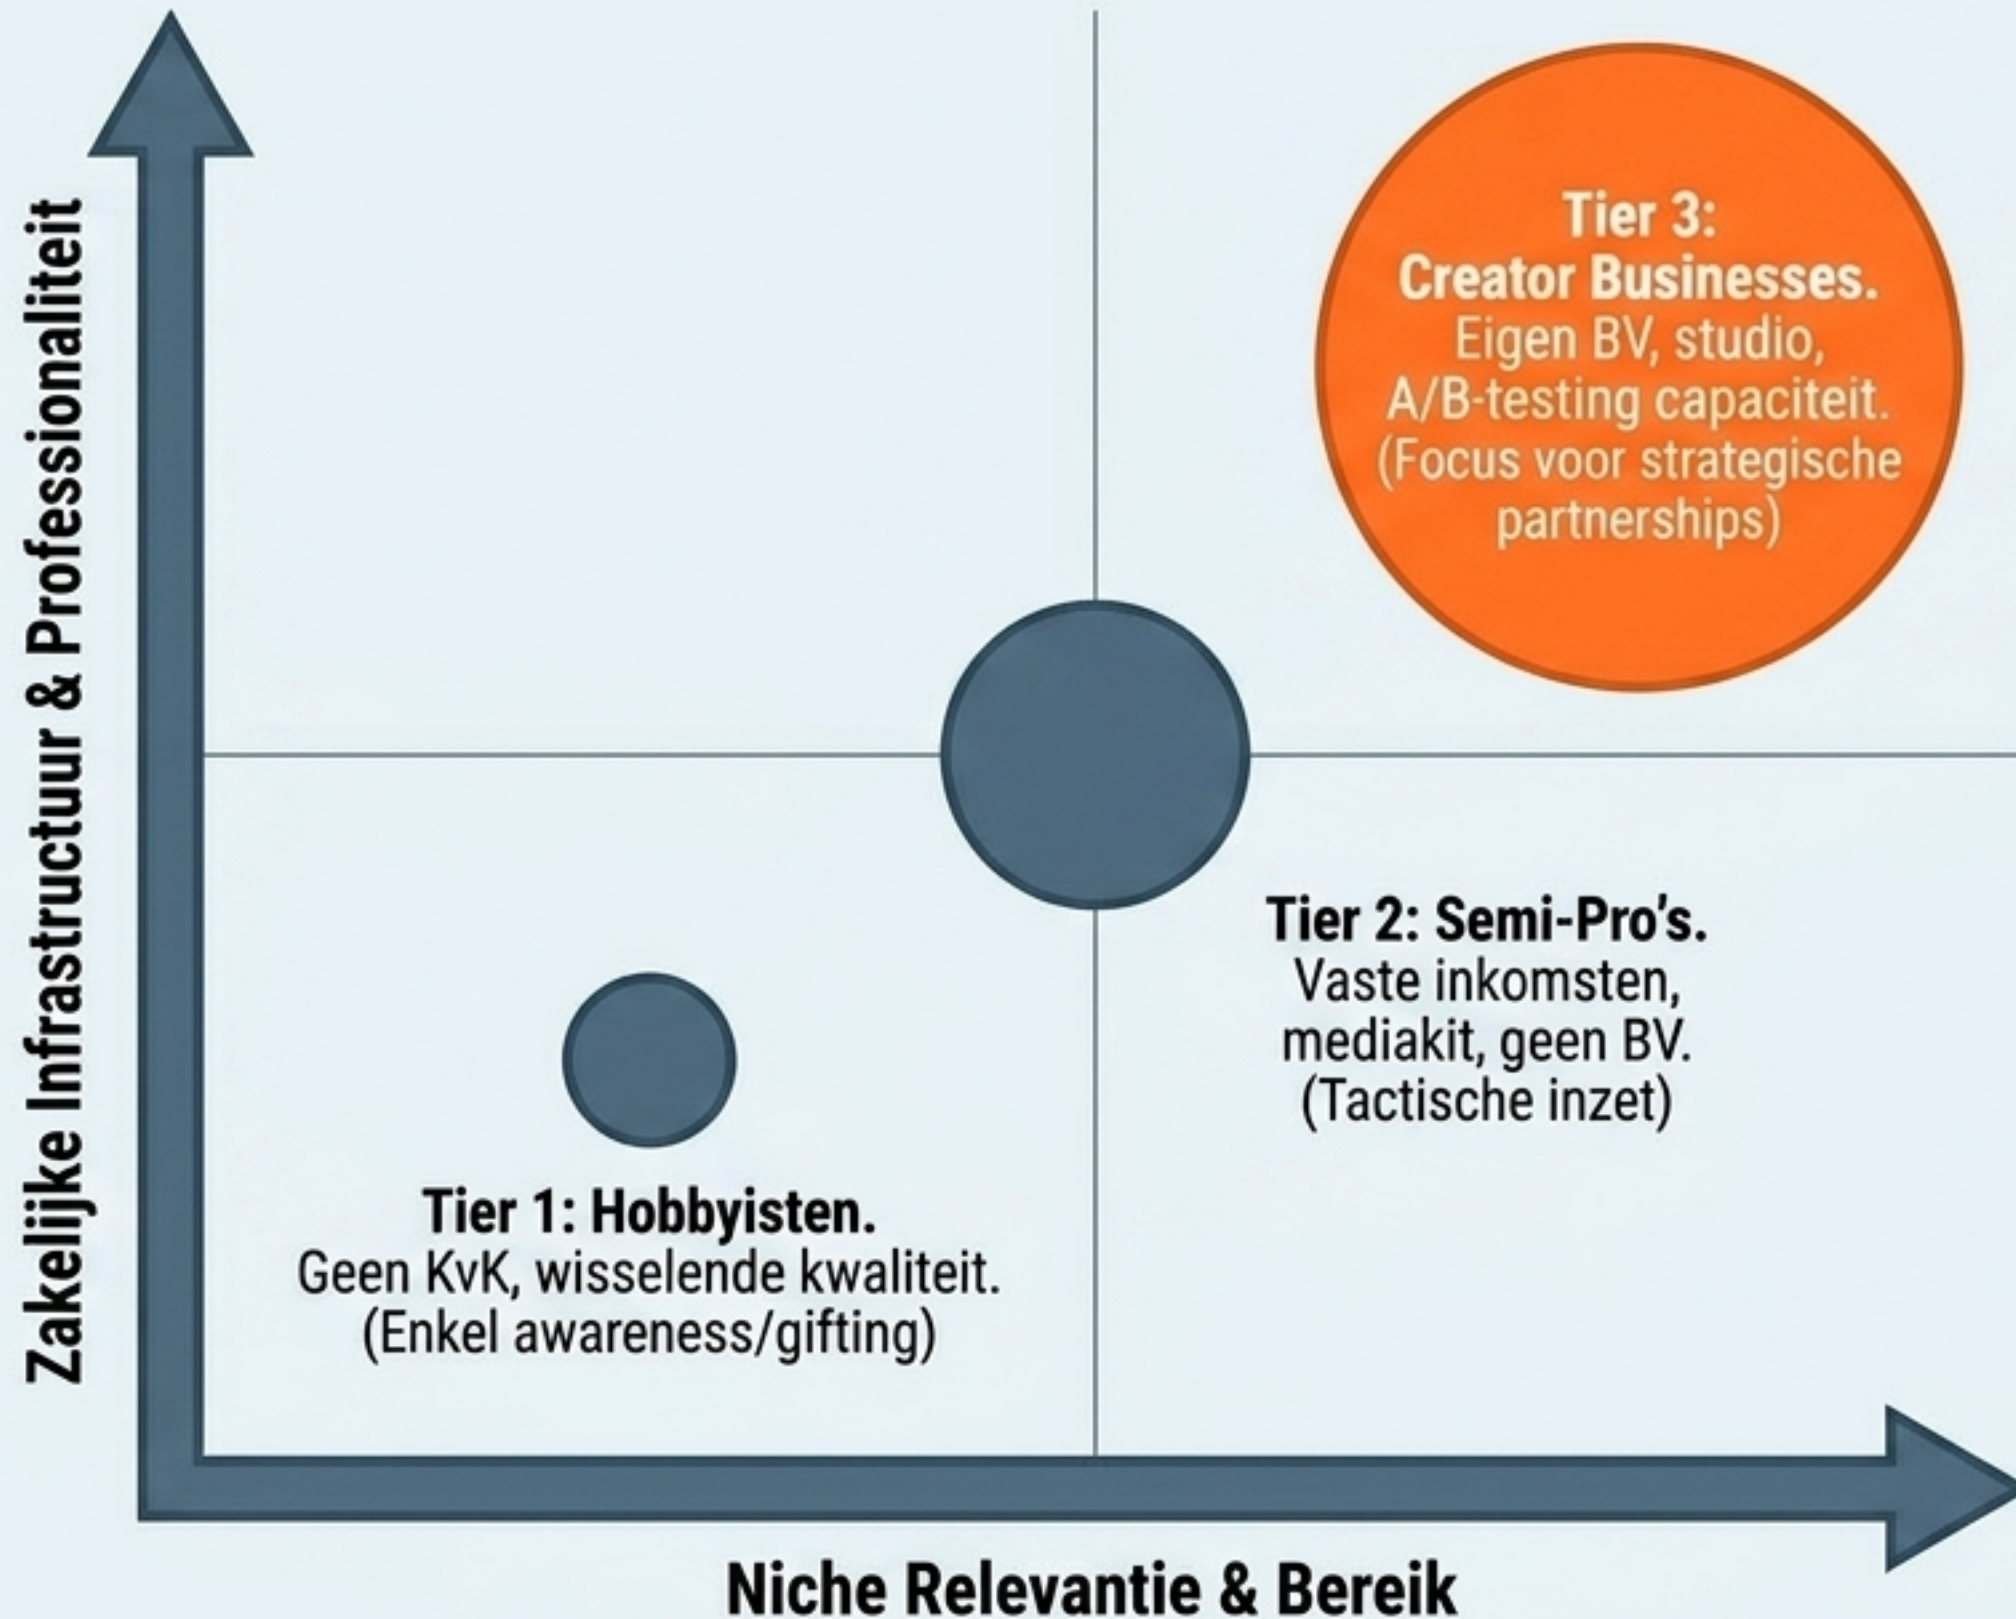 Zakelijke Infrastructuur & Professionaliteit
Tier 3:
Creator Businesses.
Eigen BV, studio,
A/B-testing capaciteit.
(Focus voor strategische
partnerships)
Tier 2: Semi-Pro's.
Vaste inkomsten,
mediakit, geen BV.
(Tactische inzet)
Tier 1: Hobbyisten.
Geen KvK, wisselende kwaliteit.
(Enkel awareness/gifting)
Niche Relevantie & Bereik